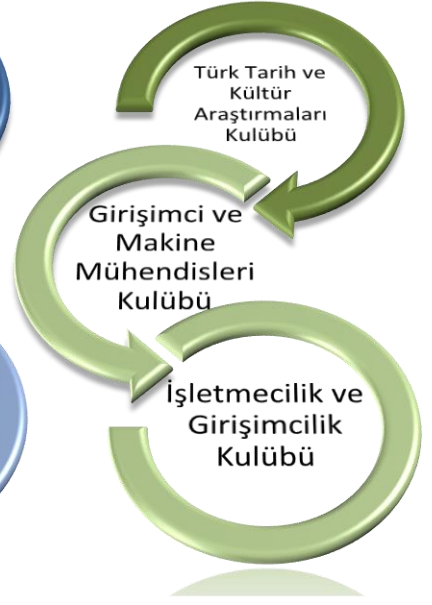 Türk Tarih ve
Kültür
Araştırmaları
Kulübü
Girişimci ve
Makine
Mühendisleri
Kulübü
İşletmecilik ve
Girişimcilik
Kulübü